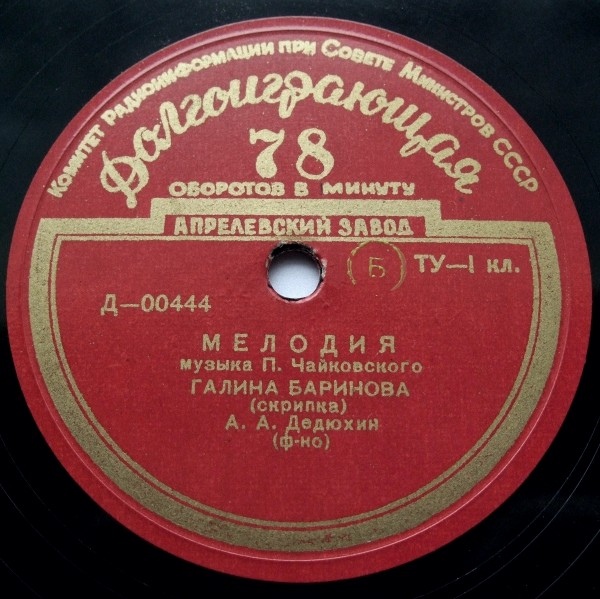 Комитет Радиоинформации при Совете Министров СССР
Долгоиграющая
78
оборотов в минуту
Апрелевский завод
Б ТУ—I кл.
Д—00444
МЕЛОДИЯ
музыка П. Чайковского
ГАЛИНА БАРИНОВА
(скрипка)
А. А. Дедюхин
(ф-но)